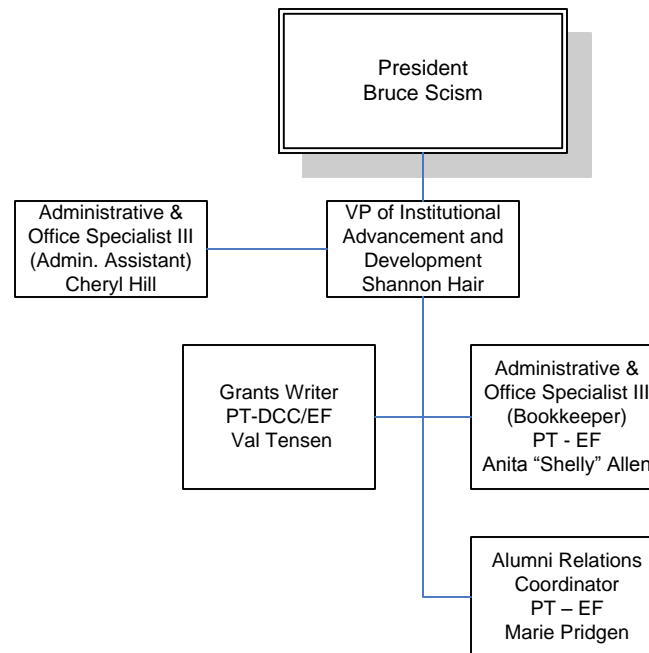 President
Bruce Scism
Administrative &
Office Specialist III
(Admin. Assistant)
Cheryl Hill
VP of Institutional
Advancement and
Development
Shannon Hair
Grants Writer
PT-DCC/EF
Val Tensen
Administrative &
Office Specialist III
(Bookkeeper)
PT - EF
Anita “Shelly” Allen
Alumni Relations
Coordinator
PT – EF
Marie Pridgen